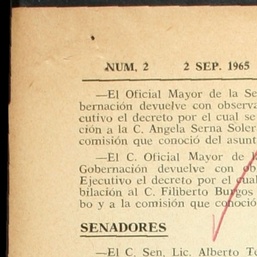 NUM, 2 2 SEP. 1965
—El Oficial Mayor de la Se
bernación devuelve con observa
cutivo el decreto por el cual se
ción a la C. Angela Serna Soler
comisión que conoció del asunt
—El C. Oficial Mayor de
Gobernación devuelve con ob
Ejecutivo el decreto por el cual
bilación al C. Filiberto Burgos
bo y a la comisión que conoció
SENADORES
—El C. Sen. Lic. Alberto Te